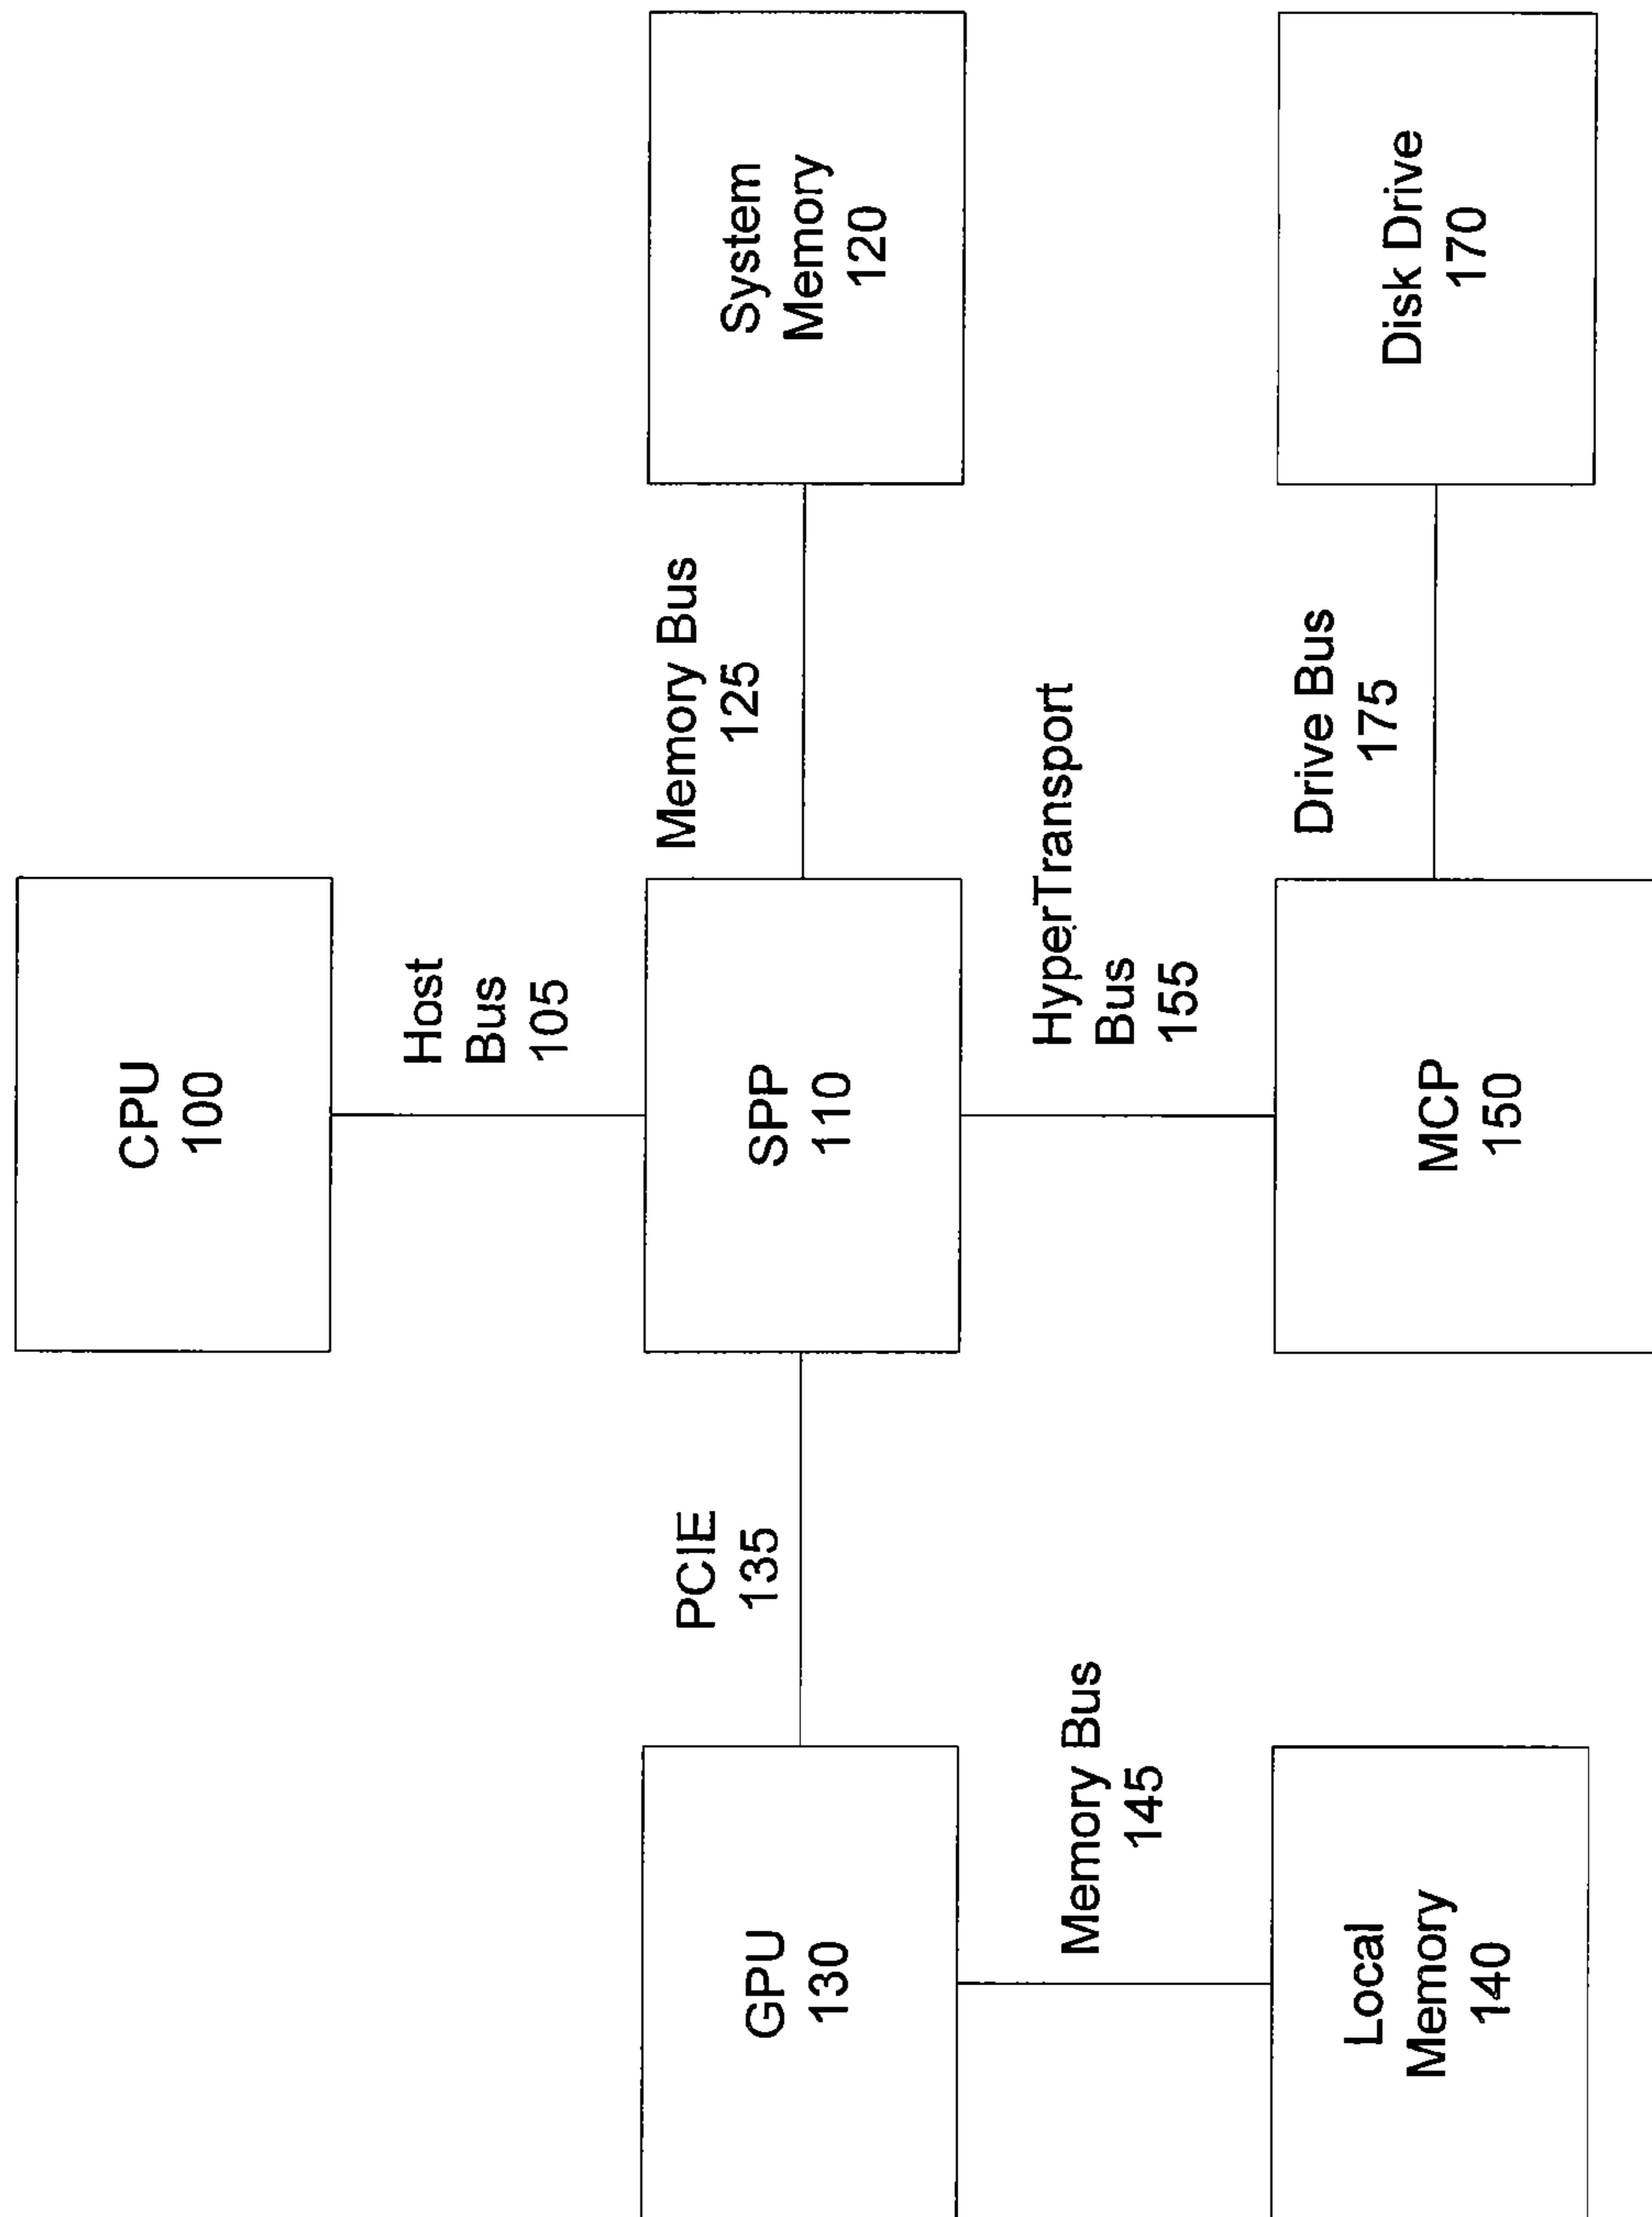 CPU
100
Host
Bus
105
GPU
130
PCIE
135
SPP
110
Memory Bus
125
System
Memory
120
Memory Bus
145
HyperTransport
Bus
155
Local
Memory
140
MCP
150
Drive Bus
175
Disk Drive
170